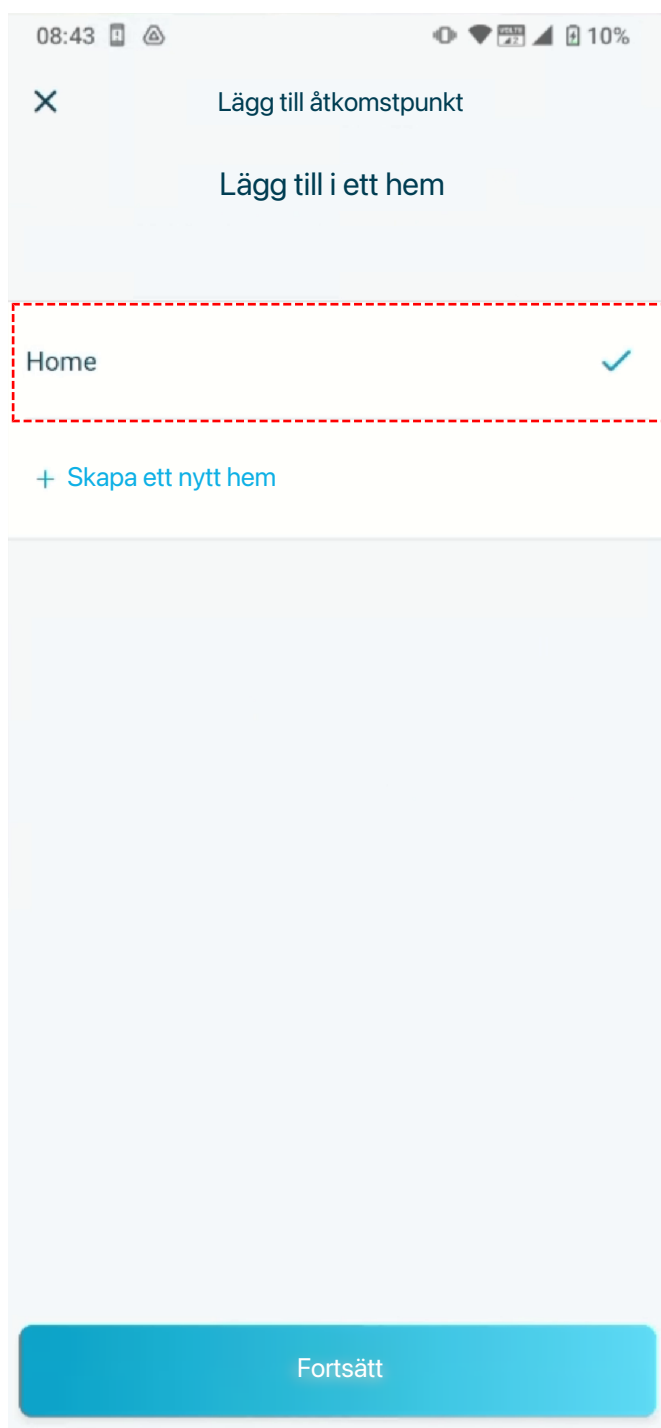 08:43 10%
Lägg till åtkomstpunkt
Lägg till i ett hem
Home
+ Skapa ett nytt hem
Fortsätt